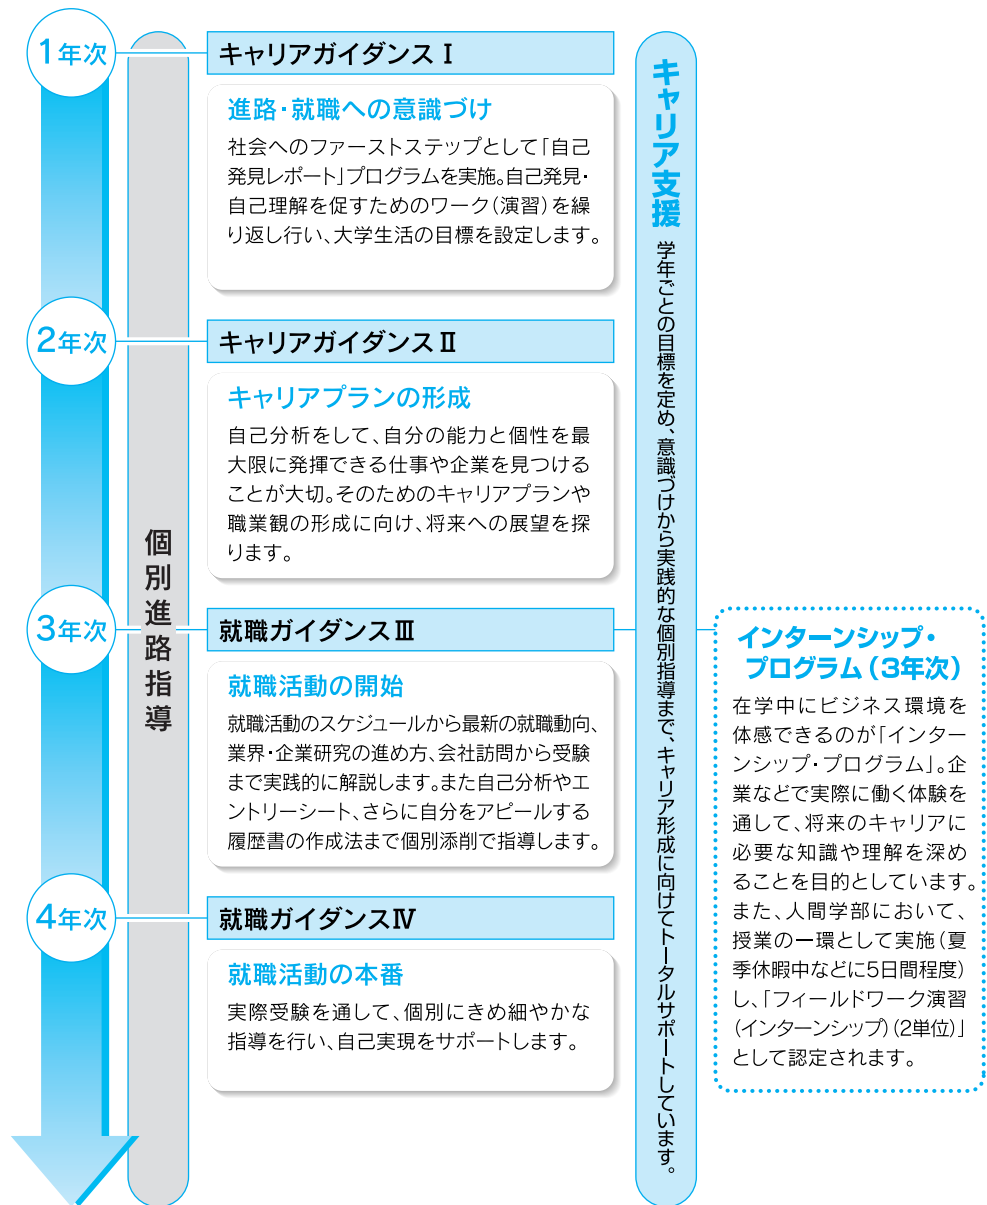 1年次
キャリアガイダンスⅠ
進路・就職への意識づけ
社会へのファーストステップとして「自己
発見レポート」プログラムを実施。自己発見・
自己理解を促すためのワーク（演習）を繰
り返し行い、大学生活の目標を設定します。
2年次
キャリアガイダンスⅡ
キャリアプランの形成
自己分析をして、自分の能力と個性を最
大限に発揮できる仕事や企業を見つける
ことが大切。そのためのキャリアプランや
職業観の形成に向け、将来への展望を探
ります。
3年次
就職ガイダンスⅢ
就職活動の開始
就職活動のスケジュールから最新の就職動向、
業界・企業研究の進め方、会社訪問から受験
まで実践的に解説します。また自己分析やエ
ントリーシート、さらに自分をアピールする
履歴書の作成法まで個別添削で指導します。
4年次
就職ガイダンスⅣ
就職活動の本番
実際受験を通して、個別にきめ細やかな
指導を行い、自己実現をサポートします。
個別進路指導
キャリア支援
学年ごとの目標を定め、意識づけから実践的な個別指導まで、キャリア形成に向けてトータルサポートしています。
インターンシップ・
プログラム（3年次）
在学中にビジネス環境を
体感できるのが「インター
ンシップ・プログラム」。企
業などで実際に働く体験を
通して、将来のキャリアに
必要な知識や理解を深め
ることを目的としています。
また、人間学部において、
授業の一環として実施（夏
季休暇中などに5日間程度）
し、「フィールドワーク演習
（インターンシップ）（2単位）」
として認定されます。